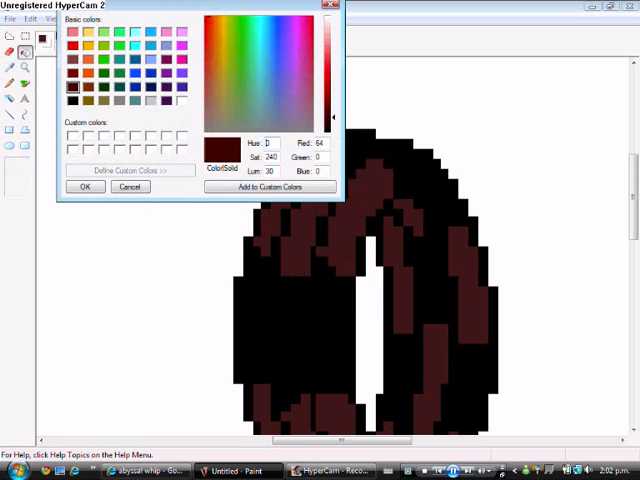 Unregistered HyperCam 2
File
Edit
Basic colors:
Custom colors:
Define Custom Colors >>
OK
Cancel
Color|Solid
Hue: 0
Sat: 240
Lum: 30
Red: 64
Green: 0
Blue: 0
Add to Custom Colors
For Help, click Help Topics on the Help Menu.
abyssal whip - Go...
Untitled - Paint
HyperCam - Reco...
2:02 p.m.